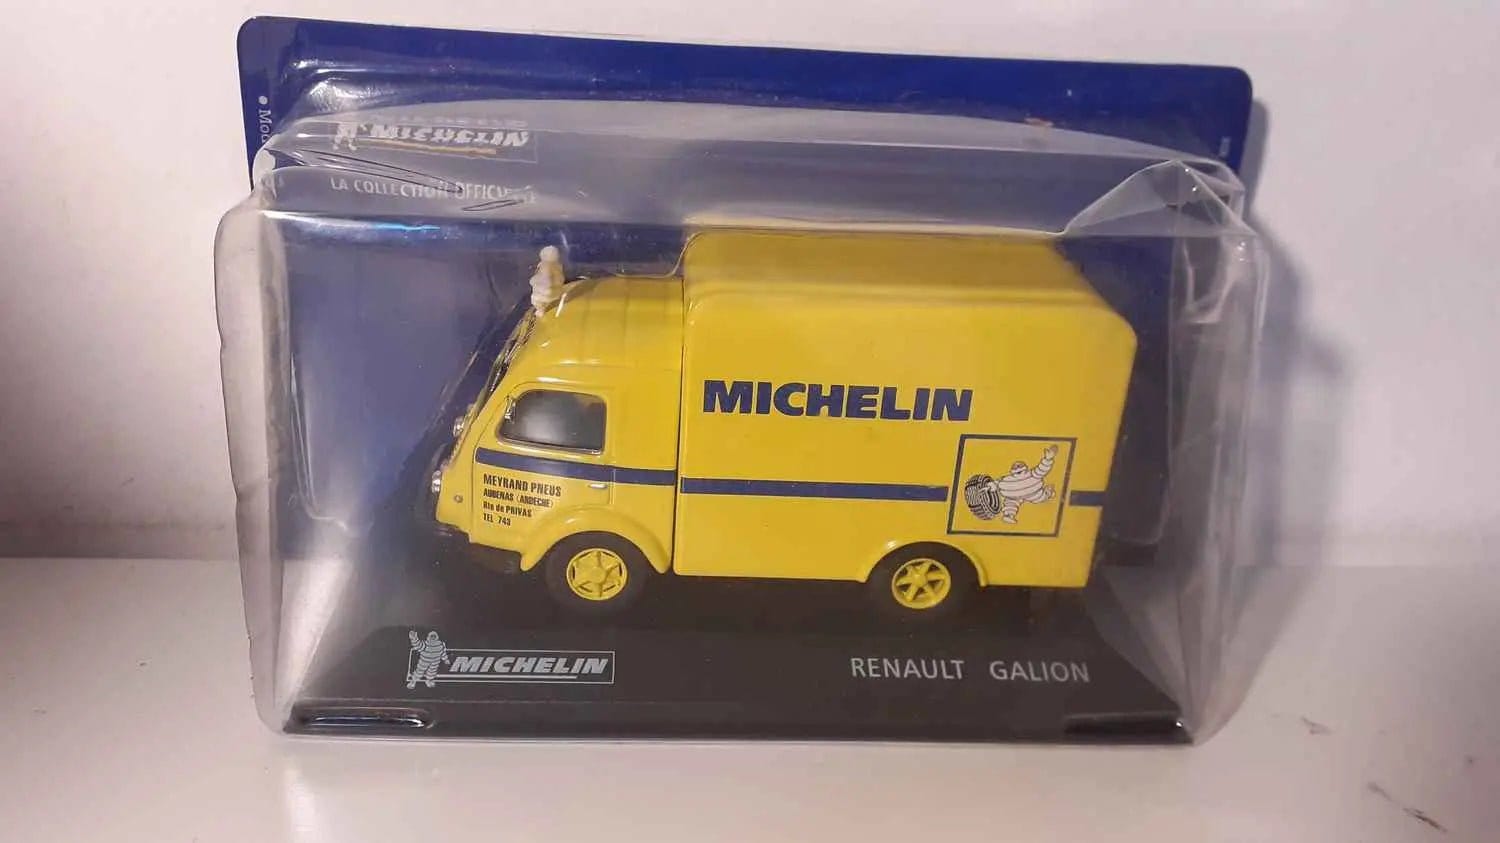 MICHELIN
LA COLLECTION OFFICIELLE
MICHELIN
MEYRAND PNEUS
AUBENAS (ARDECHE)
Rte de PRIVAS
TEL 743
MICHELIN
RENAULT GALION